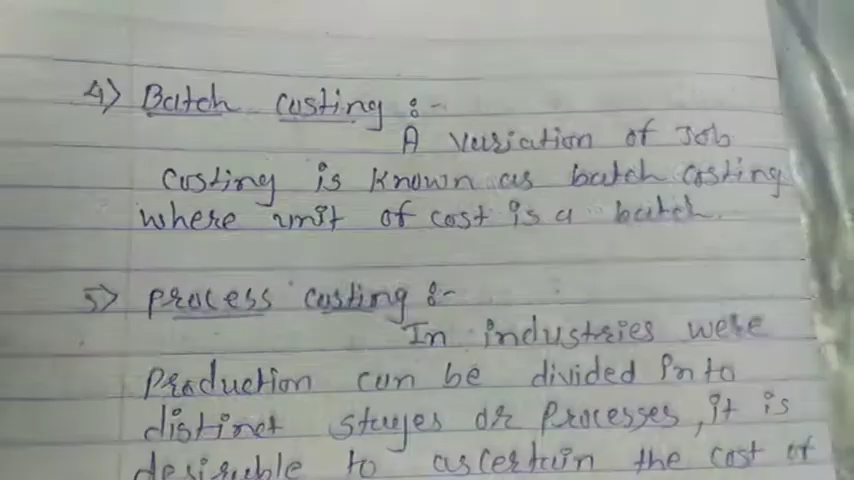 4) Batch costing :-
A variation of Job
costing is known as batch costing
where unit of cost is a batch.
5) process costing :-
In industries were
production can be divided into
distinct stages or processes, it is
desirable to ascertain the cost of